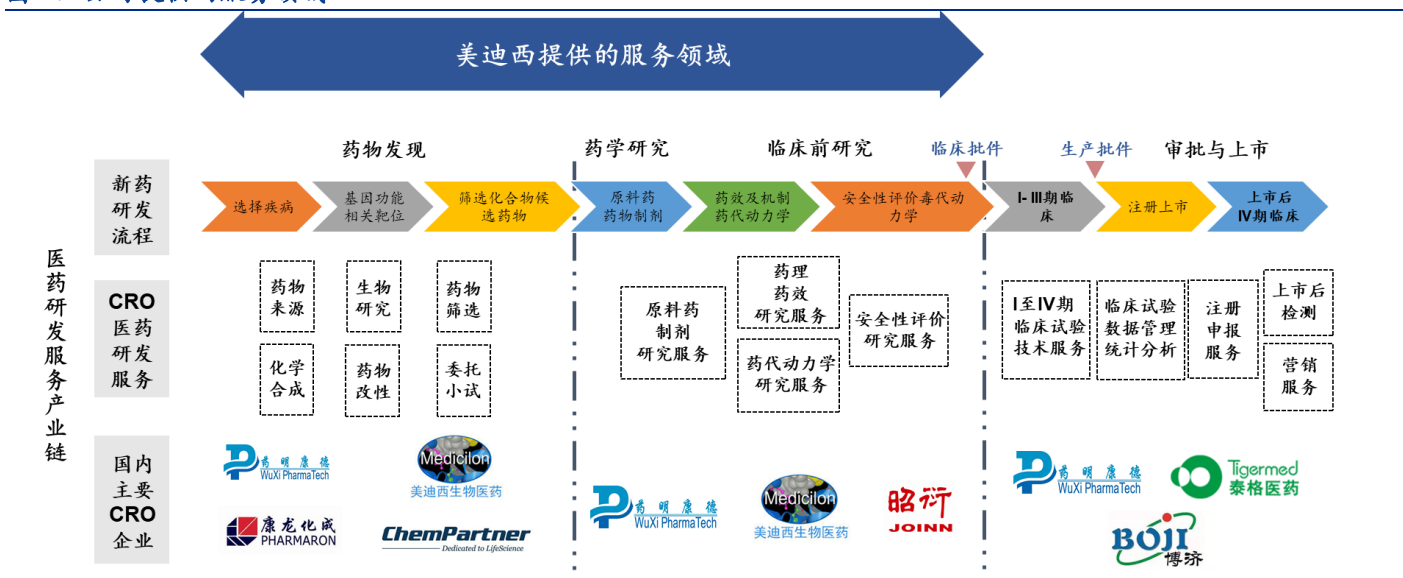 美迪西提供的服务领域
药物发现
药学研究
临床前研究
临床批件
生产批件
审批与上市
医药研发服务产业链
新药
研发
流程
选择疾病
基因功能
相关靶位
筛选化合物候
选药物
原料药
药物制剂
药效及机制
药代动力学
安全性评价毒代动
力学
I-III期临
床
注册上市
上市后
IV期临床
CRO
医药
研发
服务
药物
来源
生物
研究
药物
筛选
化学
合成
药物
改性
委托
小试
原料药
制剂
研究服务
药理
药效
研究服务
药代动力学
研究服务
安全性评价
研究服务
I至IV期
临床试验
技术服务
临床试验
数据管理
统计分析
注册
申报
服务
上市后
检测
营销
服务
国内
主要
CRO
企业
药明康德
WuXi PharmaTech
Medicilon
美迪西生物医药
康龙化成
PHARMARON
ChemPartner
Dedicated to LifeScience
药明康德
WuXi PharmaTech
Medicilon
美迪西生物医药
昭衍
JOINN
药明康德
WuXi PharmaTech
Tigermed
泰格医药
BOJI
博济